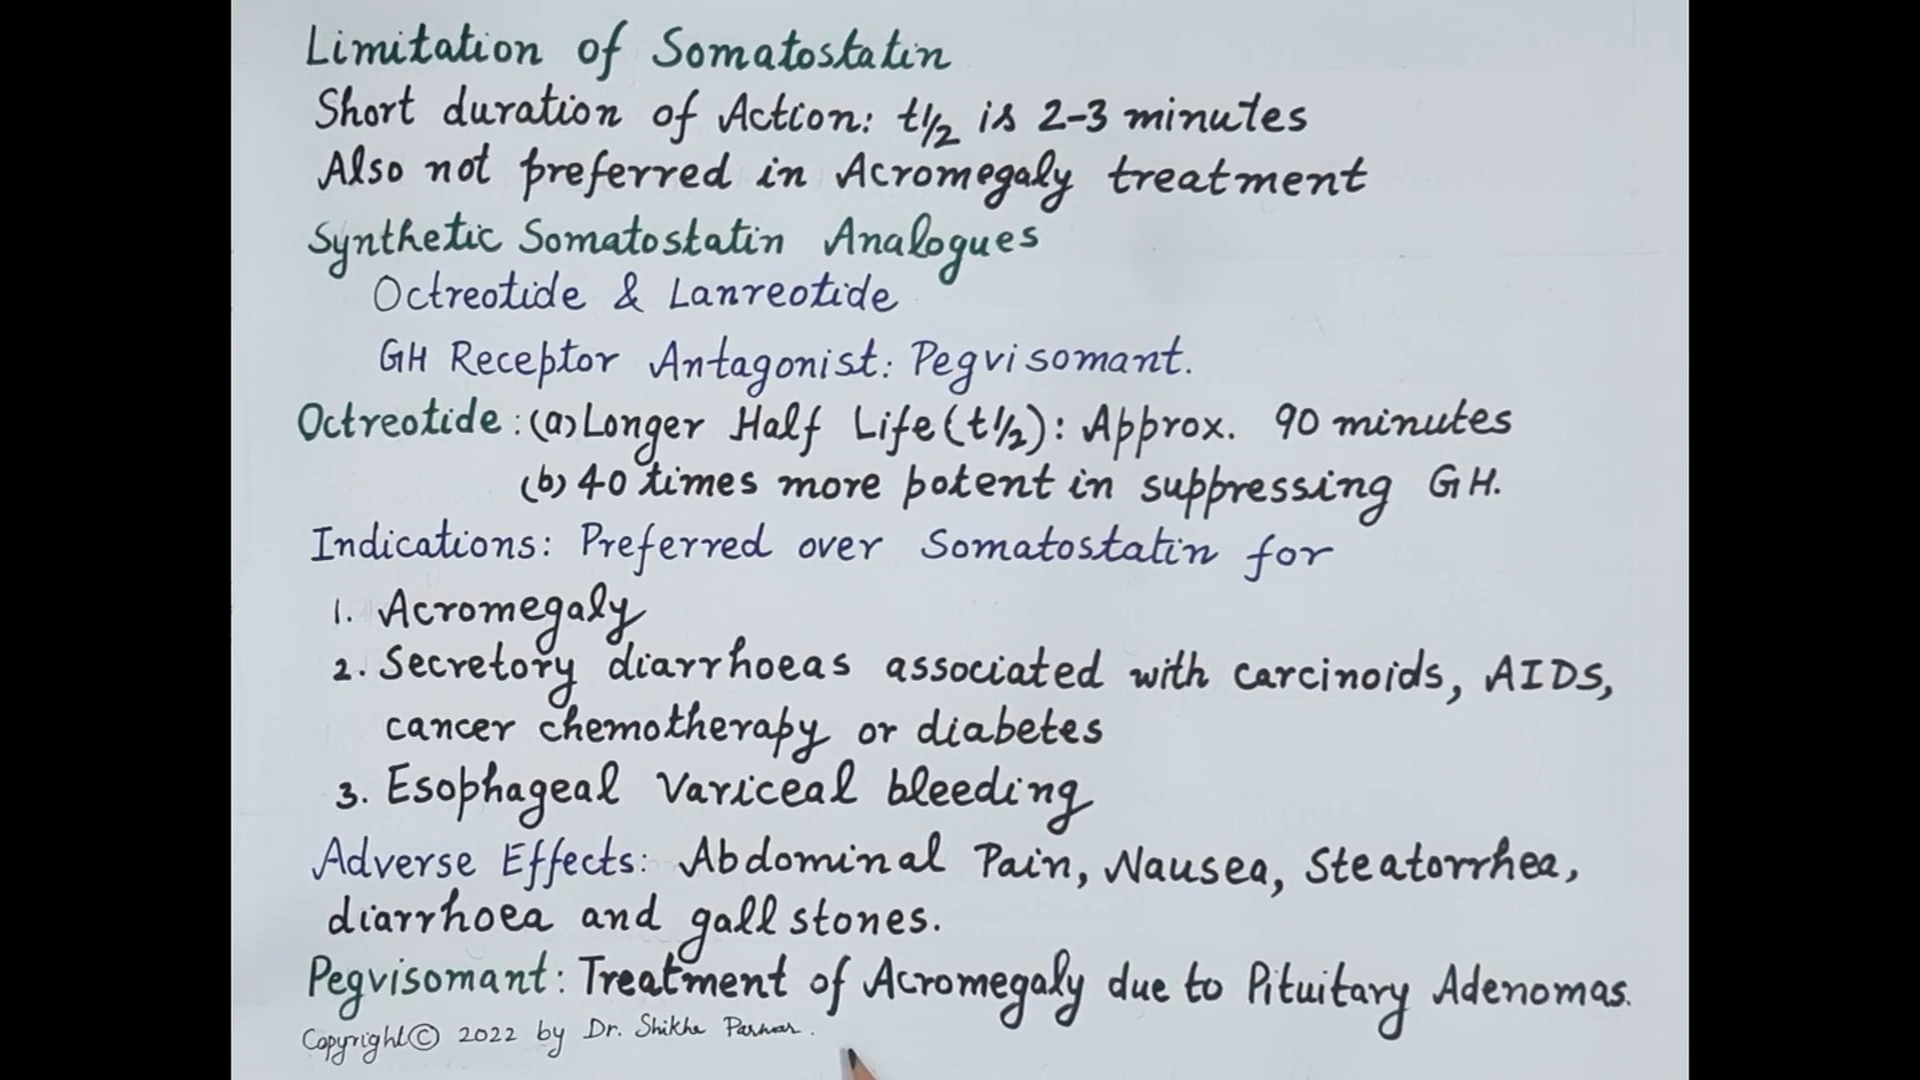 Limitation of Somatostatin
Short duration of Action: t1/2 is 2-3 minutes
Also not preferred in Acromegaly treatment
Synthetic Somatostatin Analogues
Octreotide & Lanreotide
GH Receptor Antagonist: Pegvisomant.
Octreotide: (a) Longer Half Life (t1/2): Approx. 90 minutes
(b) 40 times more potent in suppressing GH.
Indications: Preferred over Somatostatin for
1. Acromegaly
2. Secretory diarrhoeas associated with carcinoids, AIDS,
cancer chemotherapy or diabetes
3. Esophageal Variceal bleeding
Adverse Effects: Abdominal Pain, Nausea, Steatorrhea,
diarrhoea and gall stones.
Pegvisomant: Treatment of Acromegaly due to Pituitary Adenomas.
Copyright© 2022 by Dr. Shikha